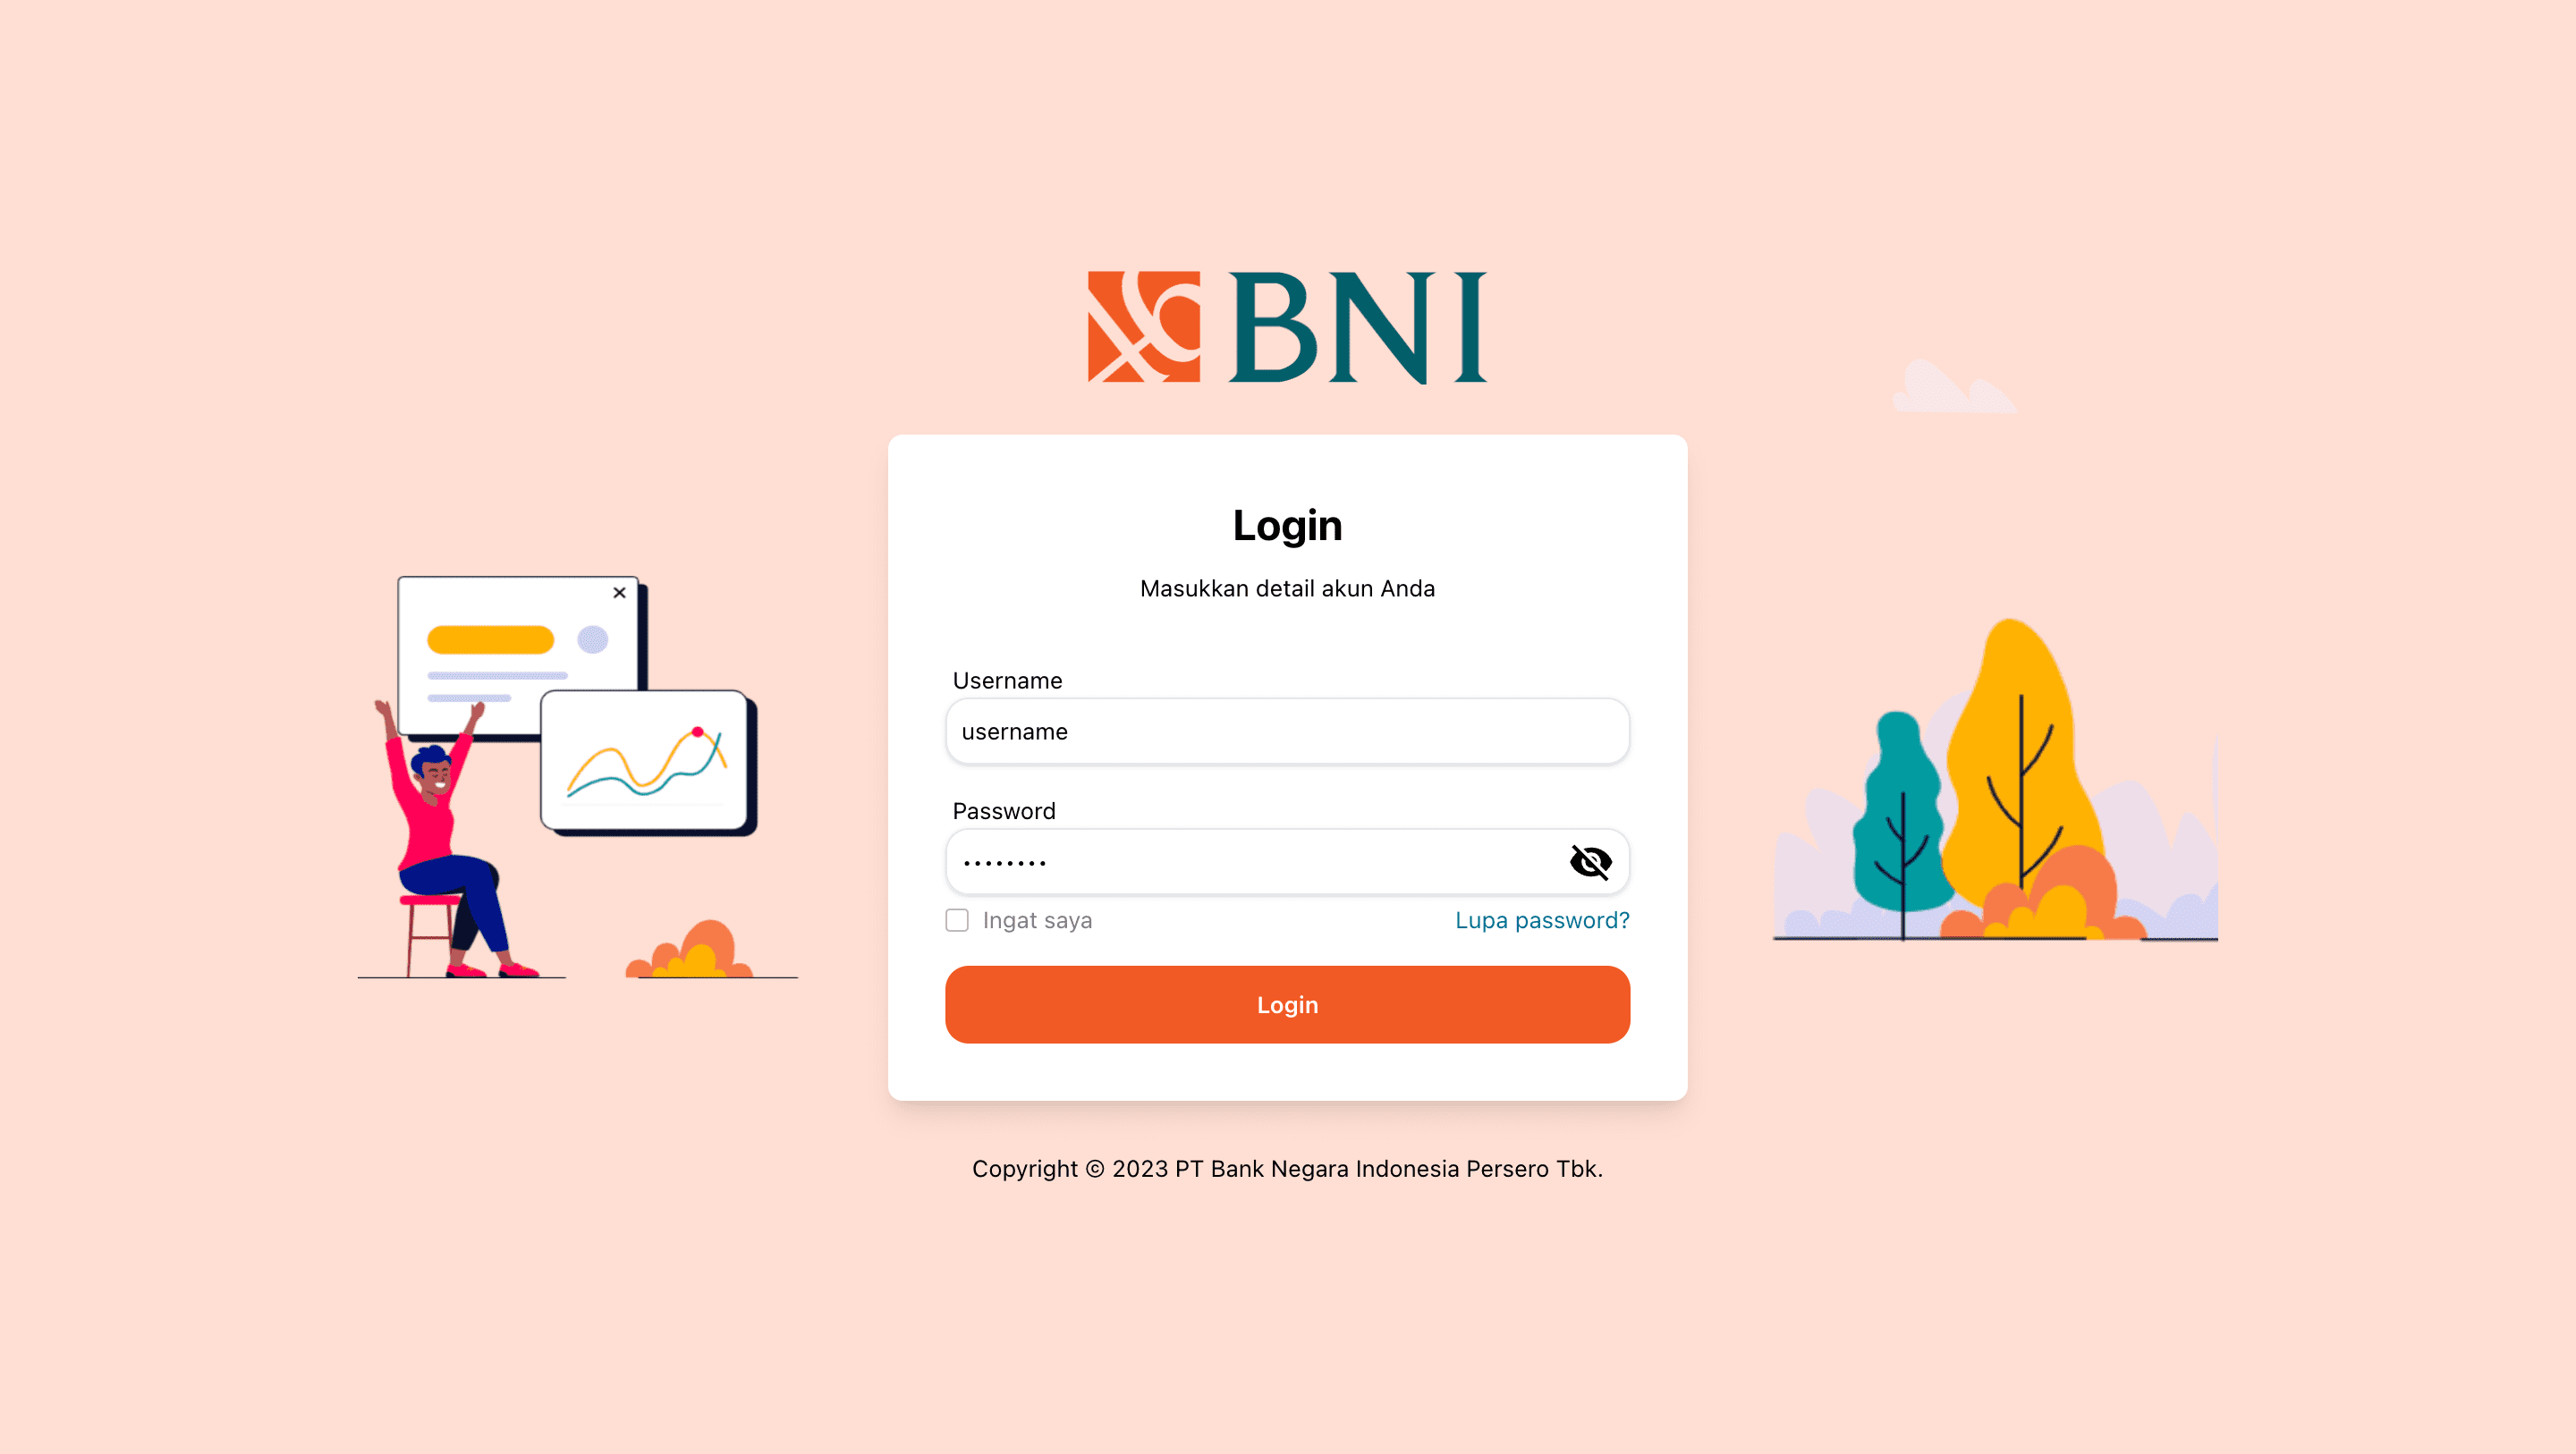 BNI
Login
Masukkan detail akun Anda
Username
username
Password
••••••••
Ingat saya
Lupa password?
Login
Copyright © 2023 PT Bank Negara Indonesia Persero Tbk.